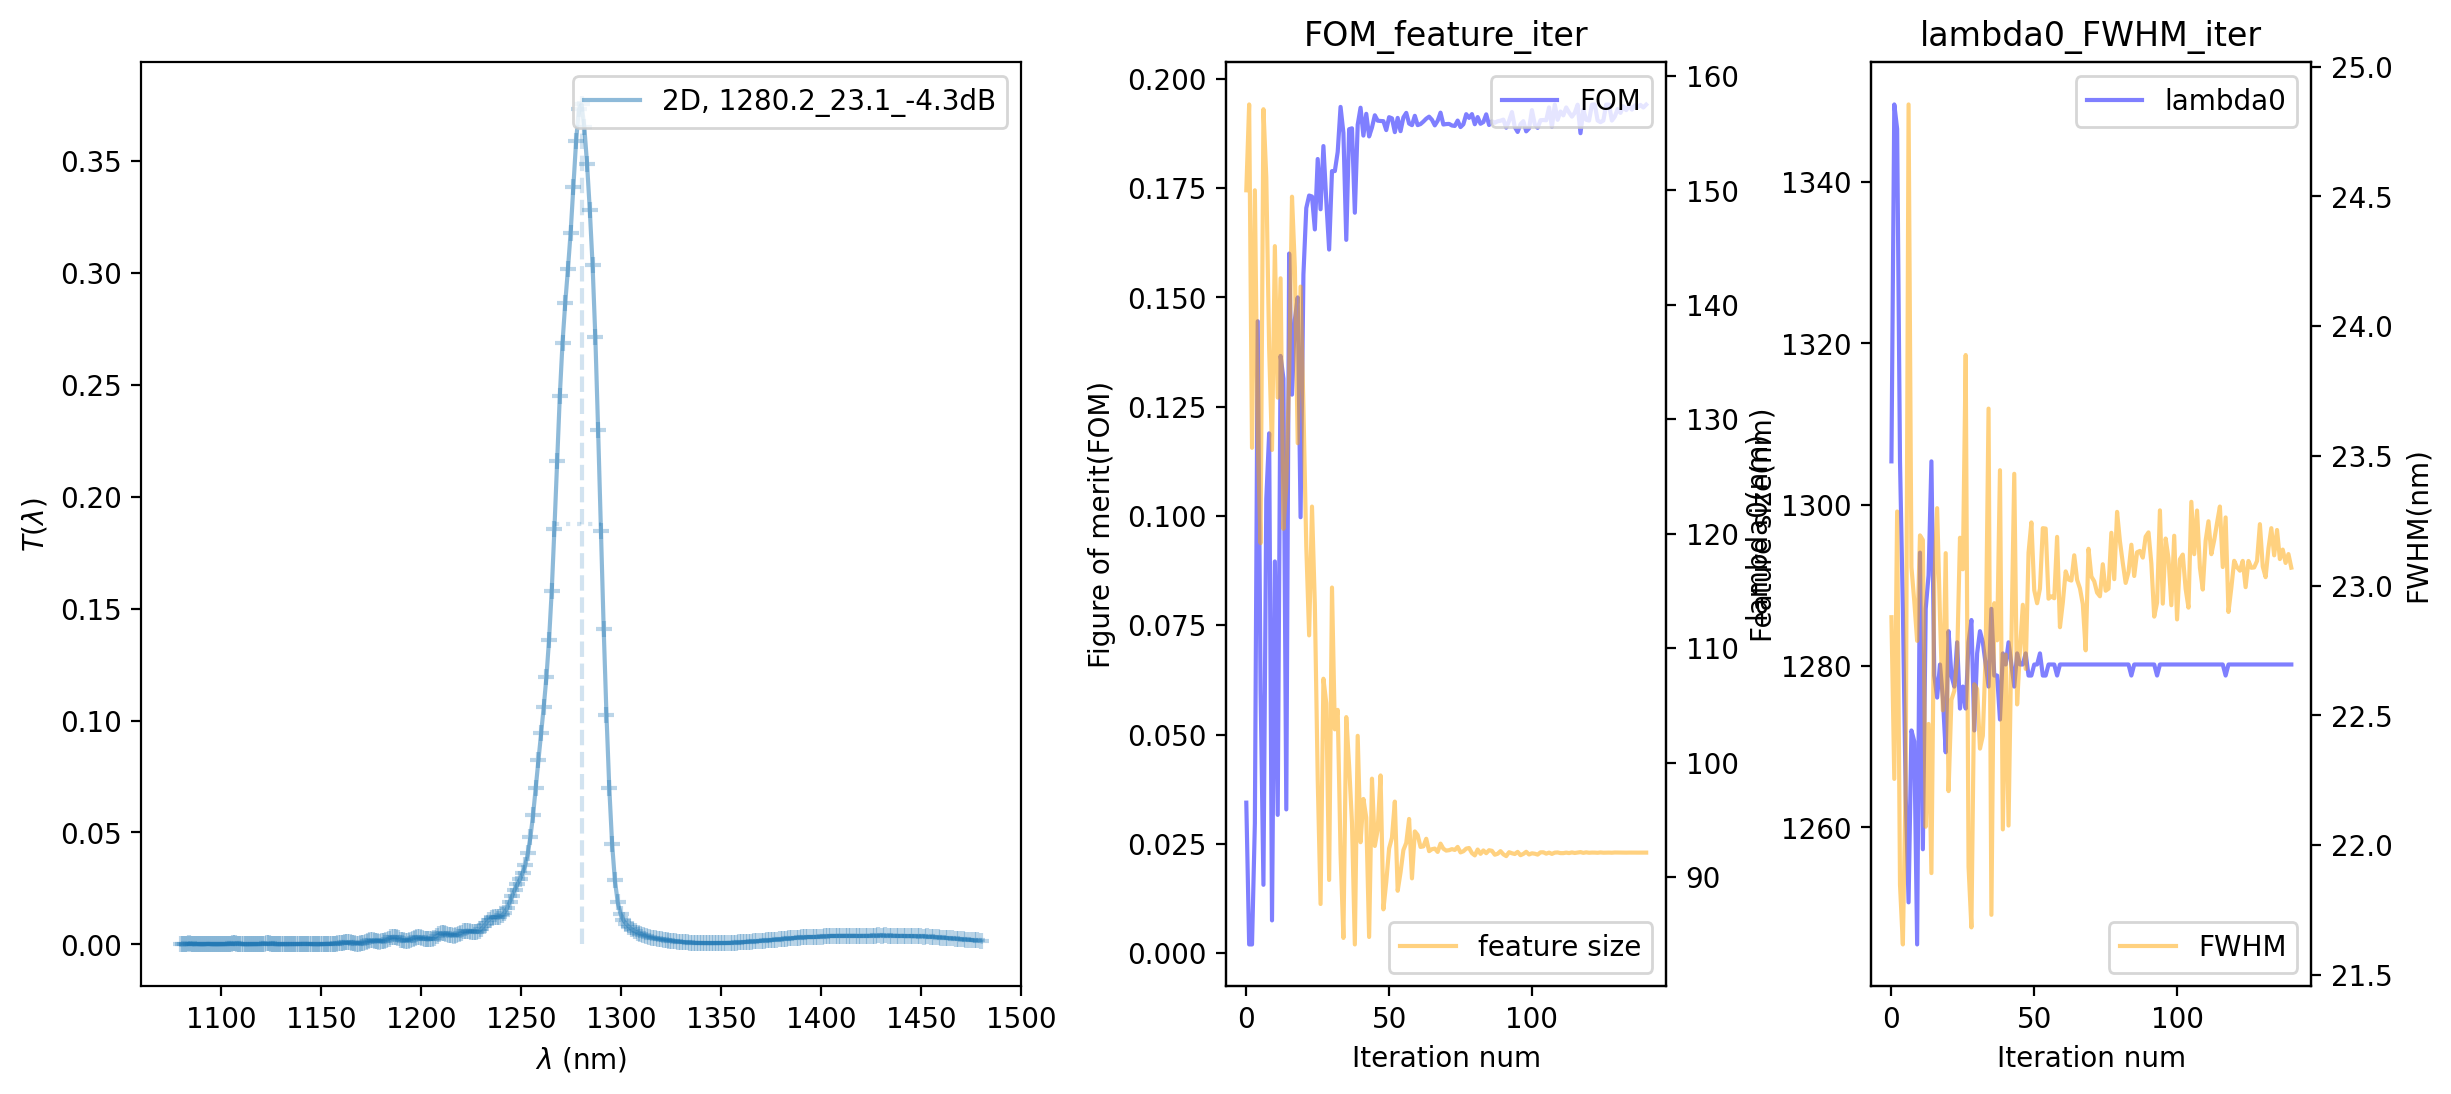 FOM_feature_iter
lambda0_FWHM_iter
2D, 1280.2_23.1_-4.3dB
T(λ)
0.35
0.30
0.25
0.20
0.15
0.10
0.05
0.00
1100 1150 1200 1250 1300 1350 1400 1450 1500
λ (nm)
FOM
feature size
Figure of merit(FOM)
0.200
0.175
0.150
0.125
0.100
0.075
0.050
0.025
0.000
160
150
140
130
120
110
100
90
Feature size(nm)
0 50 100
Iteration num
lambda0
FWHM
lambda0(nm)
1340
1320
1300
1280
1260
25.0
24.5
24.0
23.5
23.0
22.5
22.0
21.5
FWHM(nm)
0 50 100
Iteration num